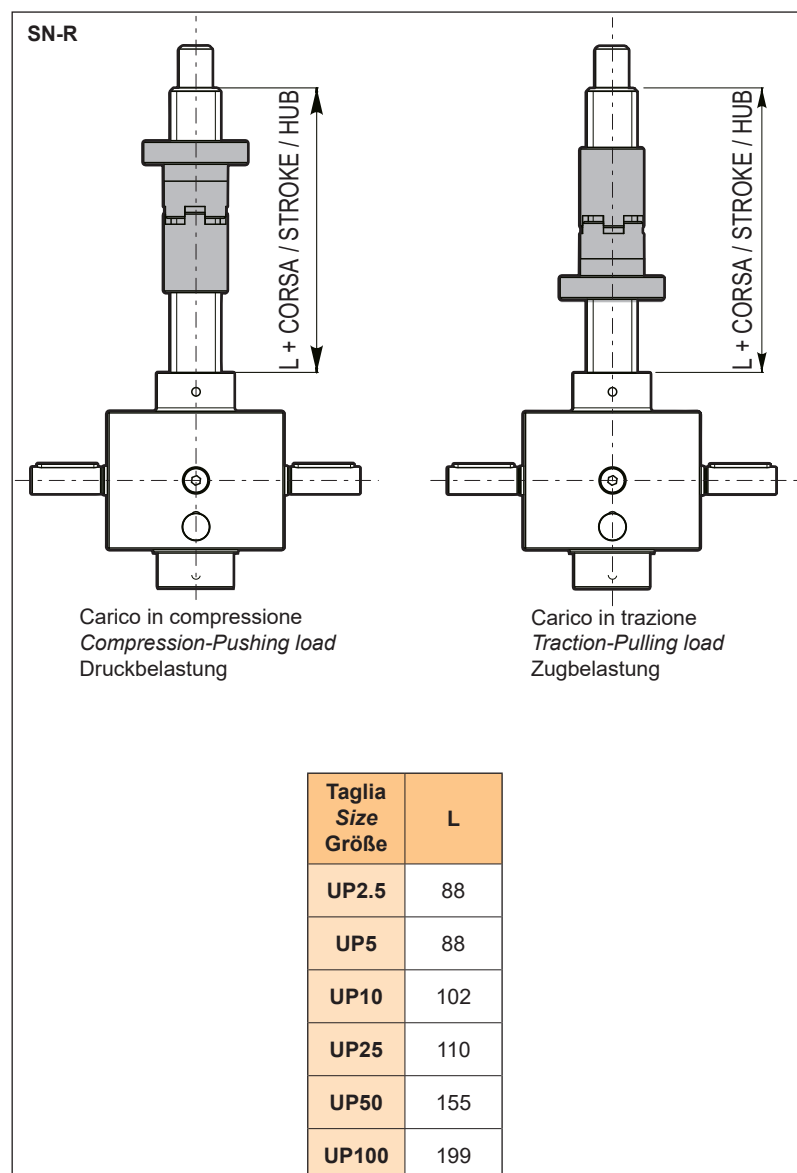 SN-R
L + CORSA / STROKE / HUB
L + CORSA / STROKE / HUB
Carico in compressione
Compression-Pushing load
Druckbelastung
Carico in trazione
Traction-Pulling load
Zugbelastung
Taglia
Size
Größe
L
UP2.5 88
UP5 88
UP10 102
UP25 110
UP50 155
UP100 199